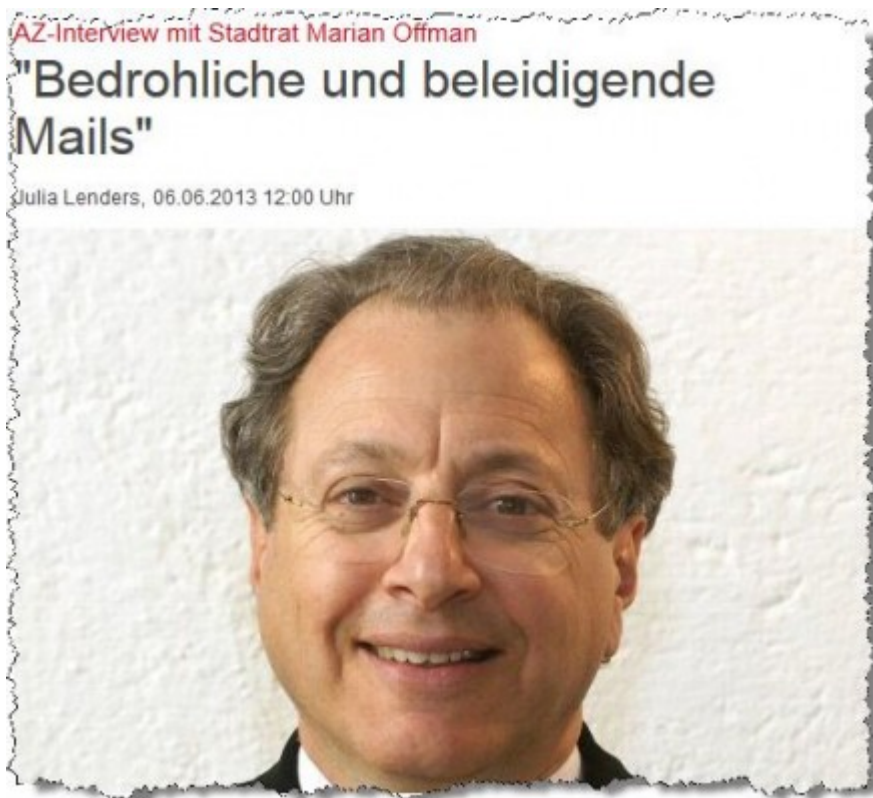 AZ-Interview mit Stadtrat Marian Offman
"Bedrohliche und beleidigende
Mails"
Julia Lenders, 06.06.2013 12:00 Uhr